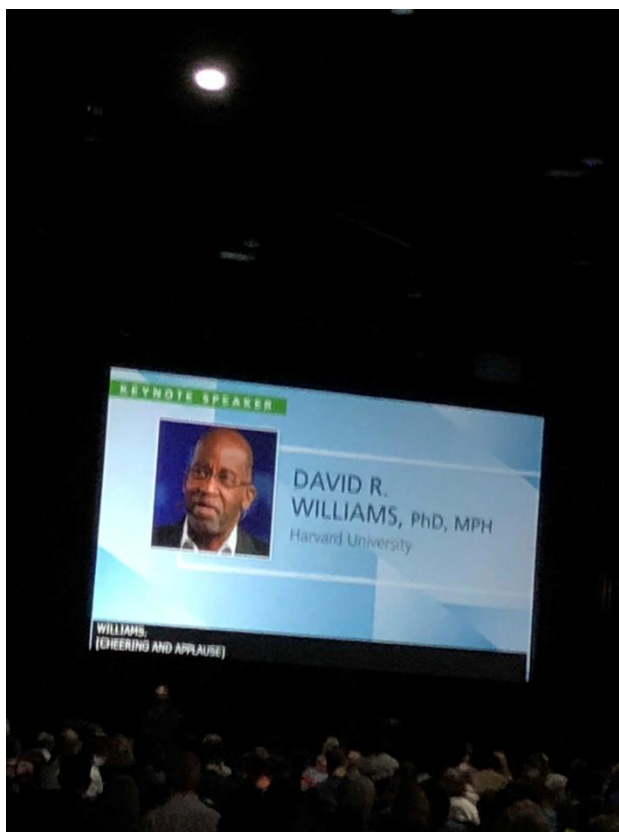 KEYNOTE SPEAKER
DAVID R.
WILLIAMS, PhD, MPH
Harvard University
WILLIAMS.
[CHEERING AND APPLAUSE]